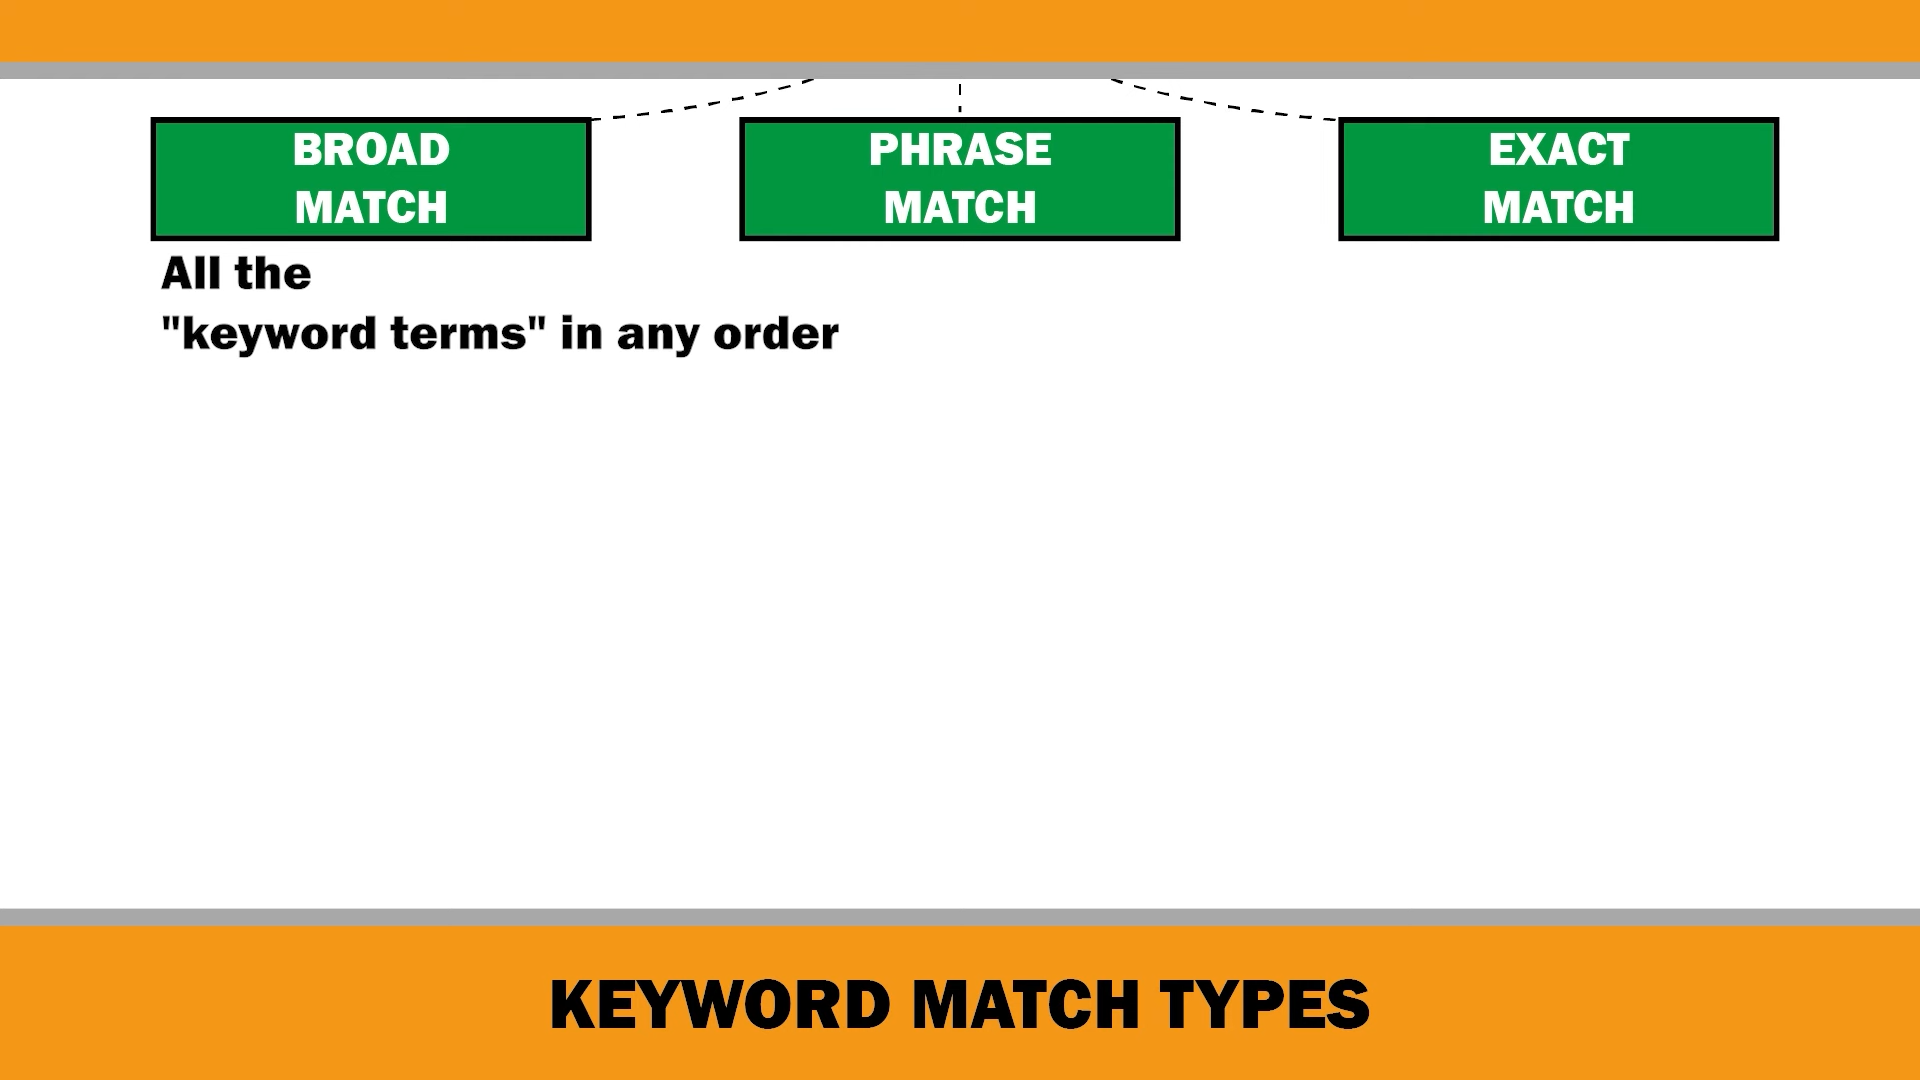 BROAD
MATCH
PHRASE
MATCH
EXACT
MATCH
All the
"keyword terms" in any order
KEYWORD MATCH TYPES